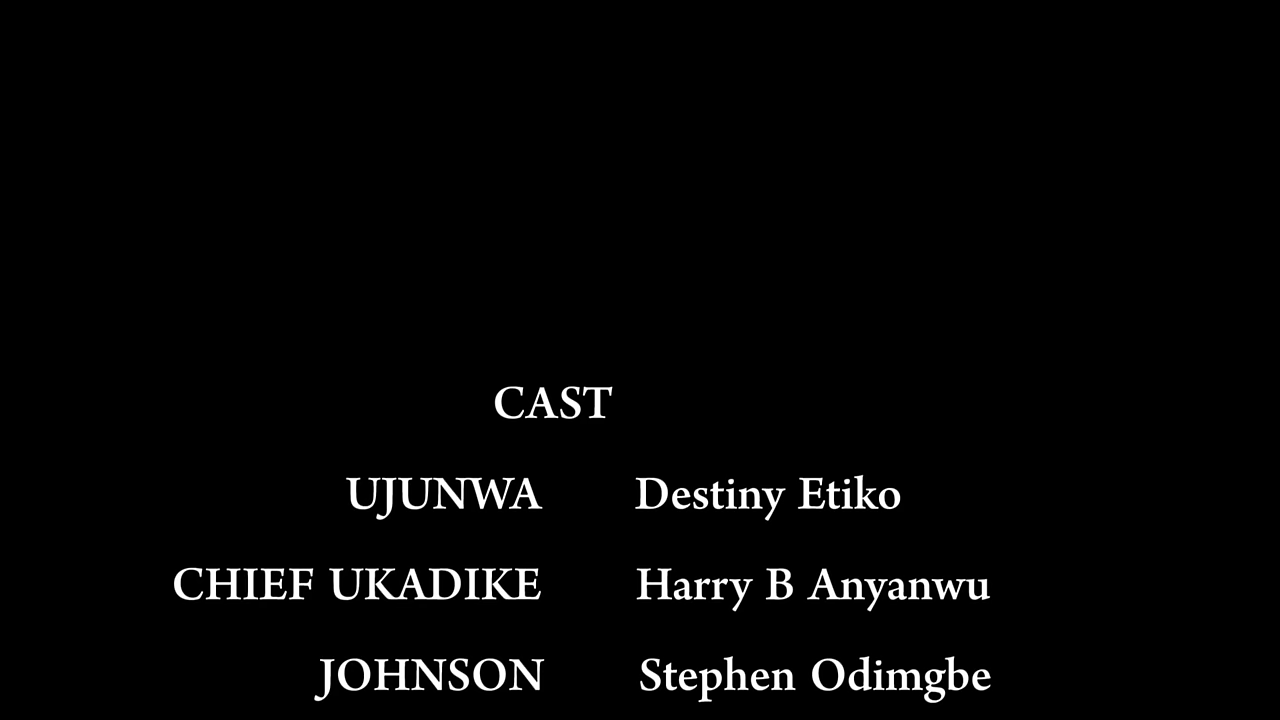 CAST
UJUNWA Destiny Etiko
CHIEF UKADIKE Harry B Anyanwu
JOHNSON Stephen Odimgbe